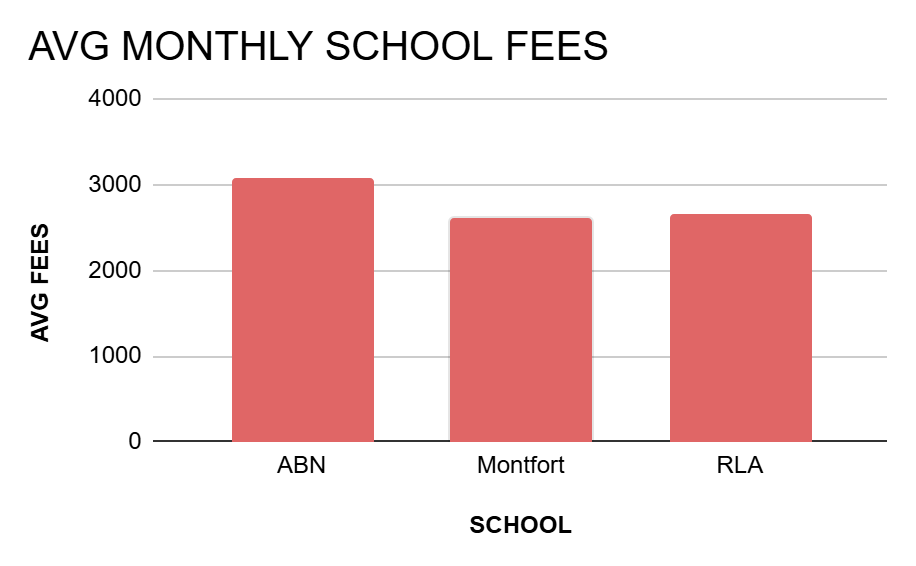 AVG MONTHLY SCHOOL FEES
4000
3000
2000
1000
0
AVG FEES
ABN Montfort RLA
SCHOOL